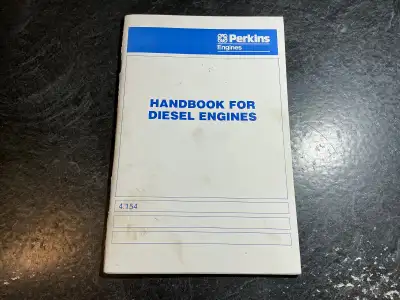 Perkins
Engines
HANDBOOK FOR
DIESEL ENGINES
4.154